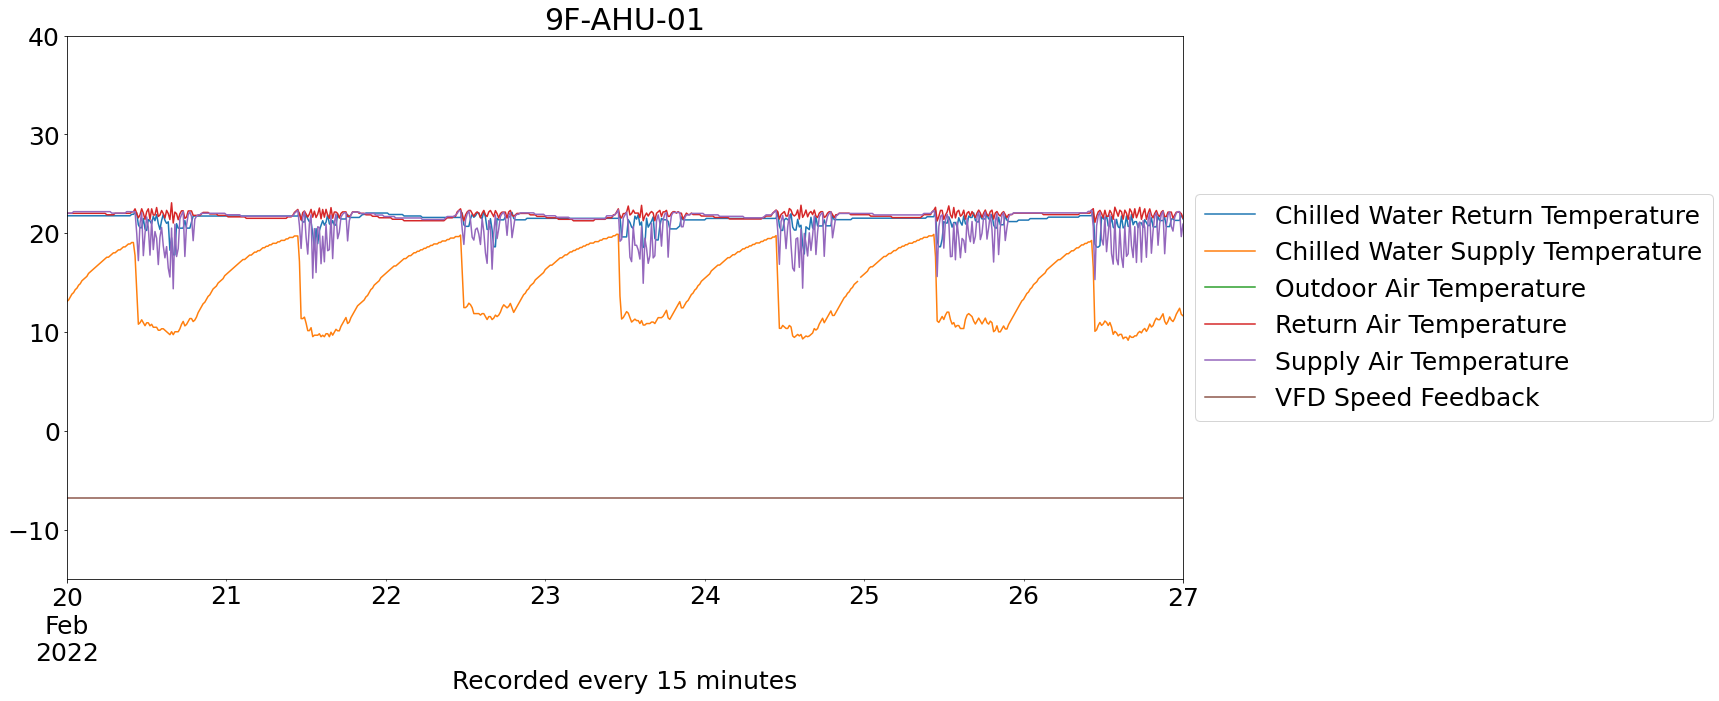 9F-AHU-01
40
30
20
10
0
−10
20
21
22
23
24
25
26
27
Feb
2022
Recorded every 15 minutes
Chilled Water Return Temperature
Chilled Water Supply Temperature
Outdoor Air Temperature
Return Air Temperature
Supply Air Temperature
VFD Speed Feedback